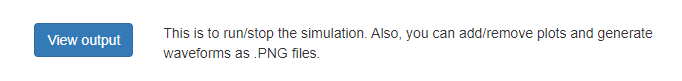 View output
This is to run/stop the simulation. Also, you can add/remove plots and generate
waveforms as .PNG files.